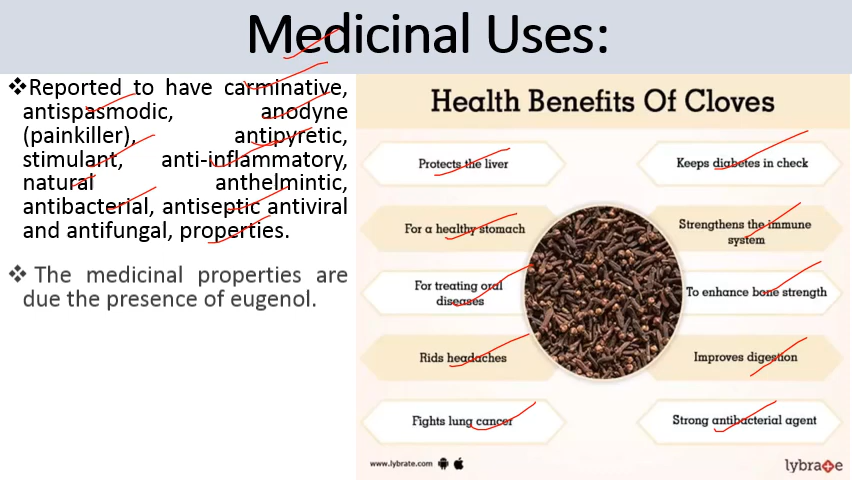 Medicinal Uses:
❖Reported to have carminative,
antispasmodic, anodyne
(painkiller), antipyretic,
stimulant, anti-inflammatory,
natural anthelmintic,
antibacterial, antiseptic antiviral
and antifungal, properties.
❖ The medicinal properties are
due the presence of eugenol.
Health Benefits Of Cloves
Protects the liver
Keeps diabetes in check
For a healthy stomach
Strengthens the immune
system
For treating oral
diseases
To enhance bone strength
Rids headaches
Improves digestion
Fights lung cancer
Strong antibacterial agent
www.lybrate.com
lybrate